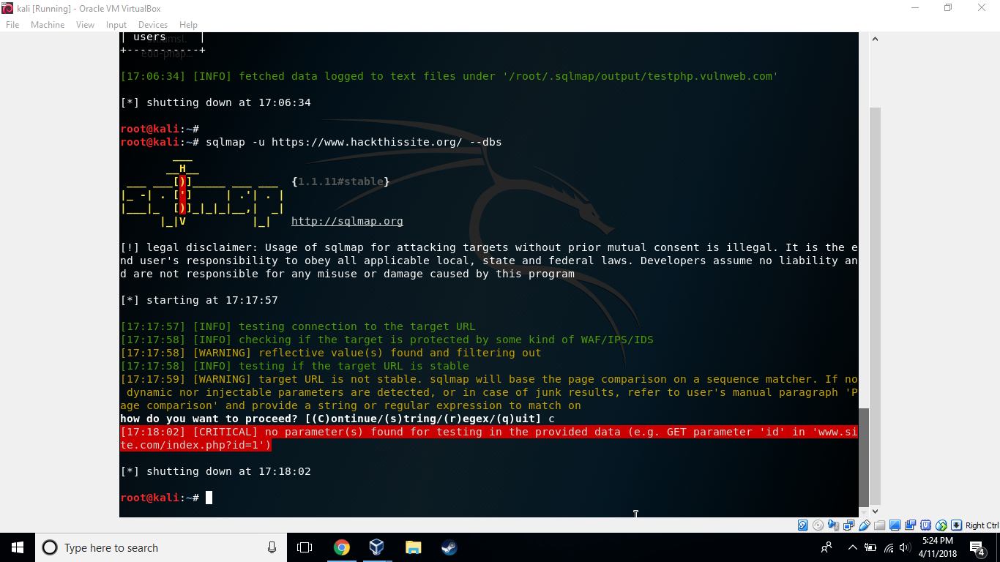 kali [Running] - Oracle VM VirtualBox
File Machine View Input Devices Help
| users |
+-----------+
edu-pnap...
[17:06:34] [INFO] fetched data logged to text files under '/root/.sqlmap/output/testphp.vulnweb.com'
[*] shutting down at 17:06:34
root@kali:~#
root@kali:~# sqlmap -u https://www.hackthissite.org/ --dbs
        ___
       __H__
 ___ ___[)]_____ ___ ___  {1.1.11#stable}
|_ -| . [']     | .'| . |
|___|_  [)]_|_|_|__,|  _|
      |_|V          |_|   http://sqlmap.org
[!] legal disclaimer: Usage of sqlmap for attacking targets without prior mutual consent is illegal. It is the e
nd user's responsibility to obey all applicable local, state and federal laws. Developers assume no liability an
d are not responsible for any misuse or damage caused by this program
[*] starting at 17:17:57
[17:17:57] [INFO] testing connection to the target URL
[17:17:58] [INFO] checking if the target is protected by some kind of WAF/IPS/IDS
[17:17:58] [WARNING] reflective value(s) found and filtering out
[17:17:58] [INFO] testing if the target URL is stable
[17:17:59] [WARNING] target URL is not stable. sqlmap will base the page comparison on a sequence matcher. If no
 dynamic nor injectable parameters are detected, or in case of junk results, refer to user's manual paragraph 'P
age comparison' and provide a string or regular expression to match on
how do you want to proceed? [(C)ontinue/(s)tring/(r)egex/(q)uit] c
[17:18:02] [CRITICAL] no parameter(s) found for testing in the provided data (e.g. GET parameter 'id' in 'www.si
te.com/index.php?id=1')
[*] shutting down at 17:18:02
root@kali:~#
Right Ctrl
Type here to search
5:24 PM
4/11/2018
4